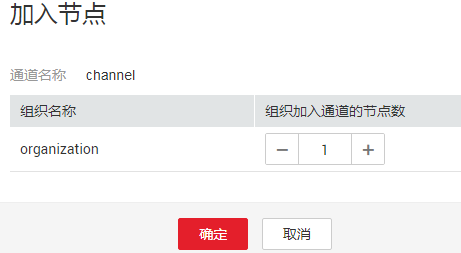 加入节点
通道名称 channel
组织名称 组织加入通道的节点数
organization − 1 +
确定 取消